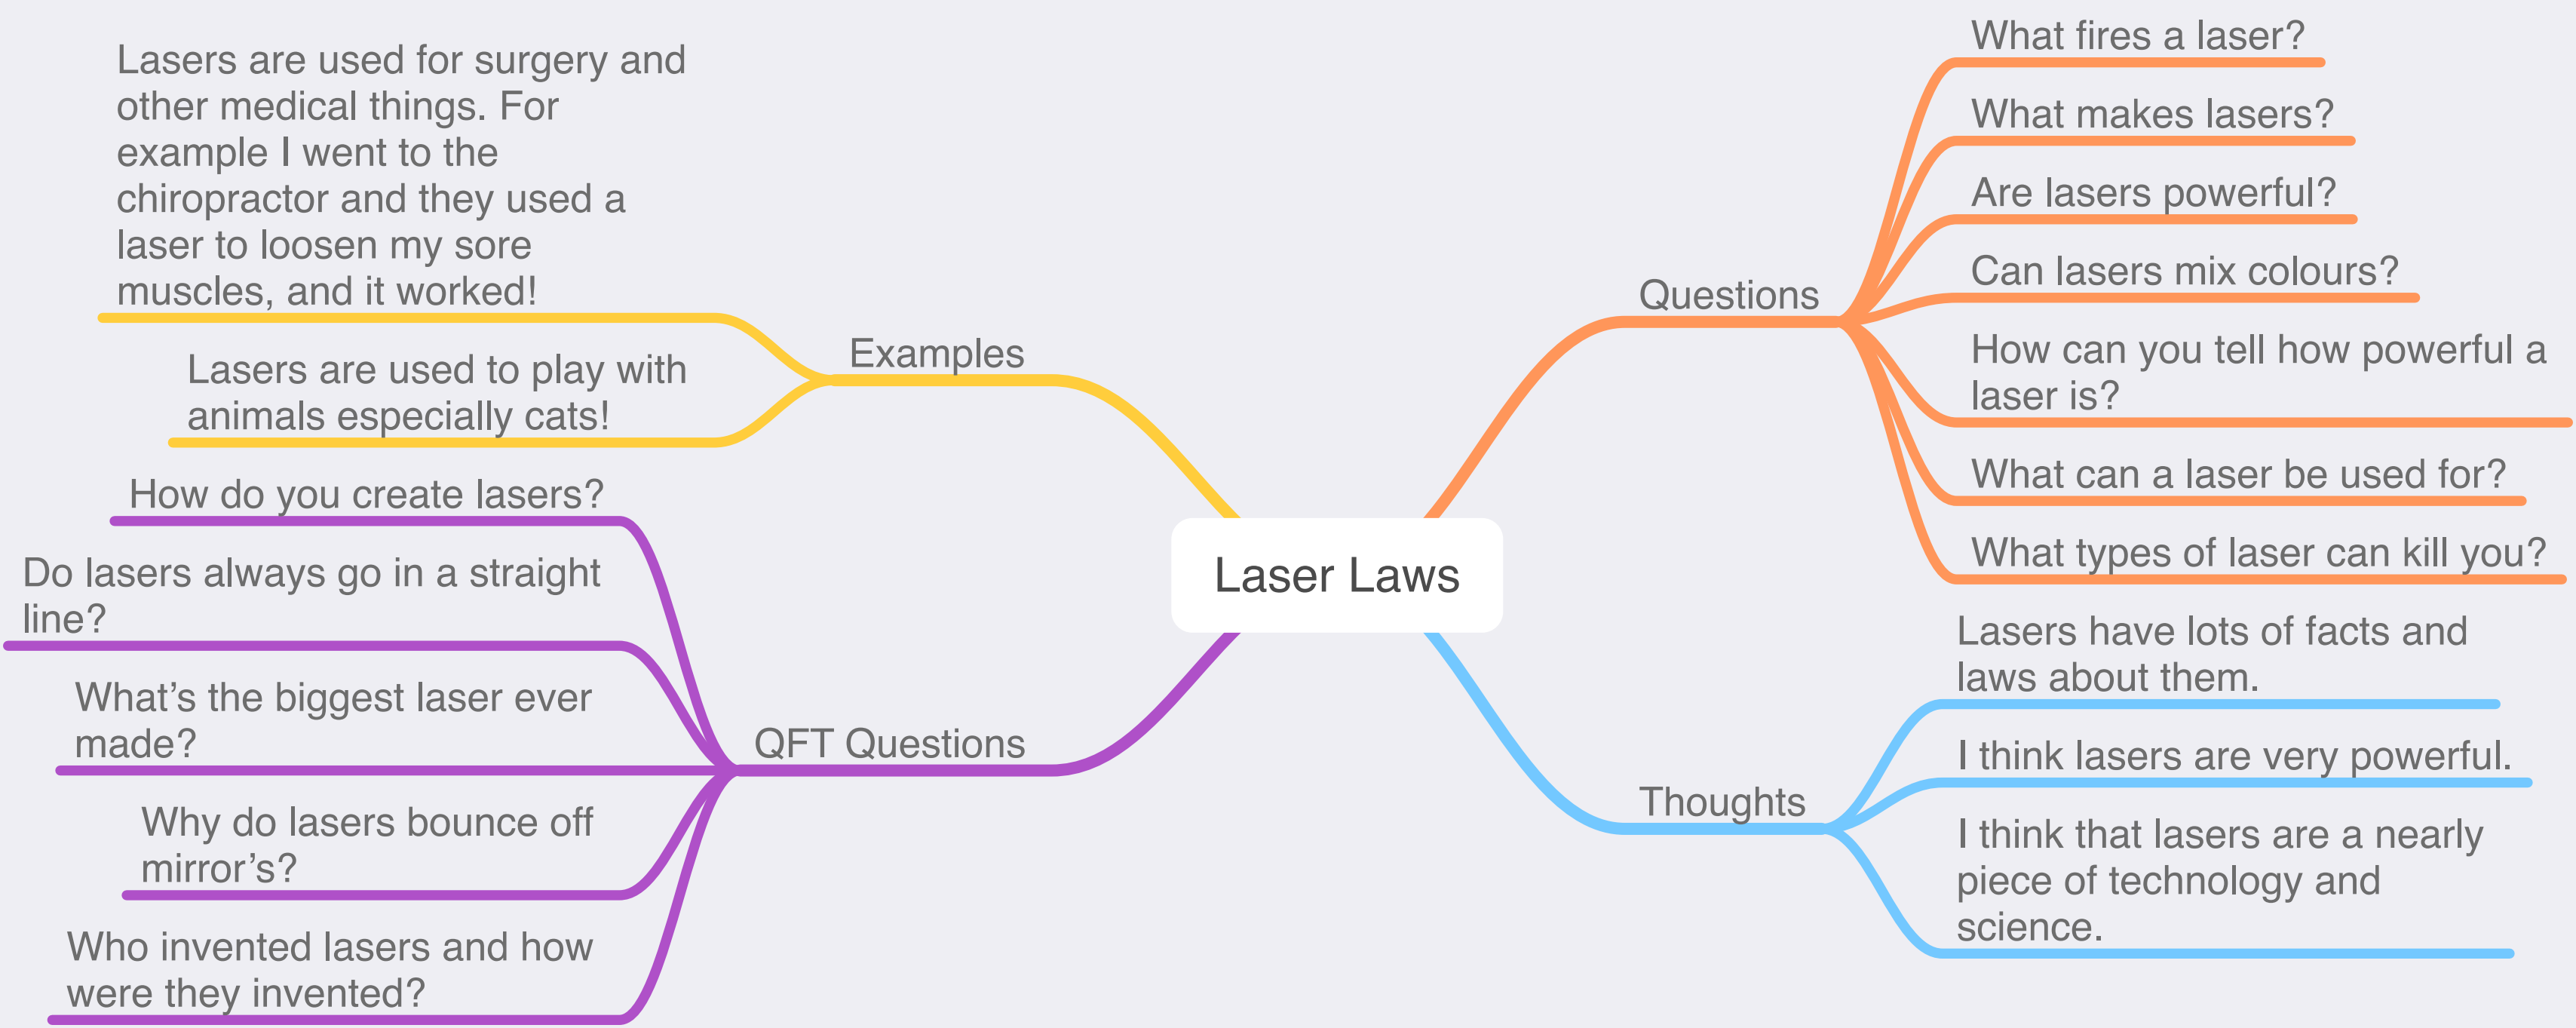 Laser Laws
Questions
What fires a laser?
What makes lasers?
Are lasers powerful?
Can lasers mix colours?
How can you tell how powerful a
laser is?
What can a laser be used for?
What types of laser can kill you?
Thoughts
Lasers have lots of facts and
laws about them.
I think lasers are very powerful.
I think that lasers are a nearly
piece of technology and
science.
QFT Questions
How do you create lasers?
Do lasers always go in a straight
line?
What’s the biggest laser ever
made?
Why do lasers bounce off
mirror’s?
Who invented lasers and how
were they invented?
Examples
Lasers are used for surgery and
other medical things. For
example I went to the
chiropractor and they used a
laser to loosen my sore
muscles, and it worked!
Lasers are used to play with
animals especially cats!